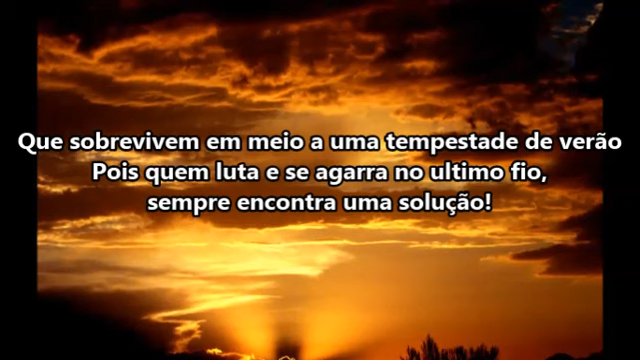 Que sobrevivem em meio a uma tempestade de verão
Pois quem luta e se agarra no ultimo fio,
sempre encontra uma solução!